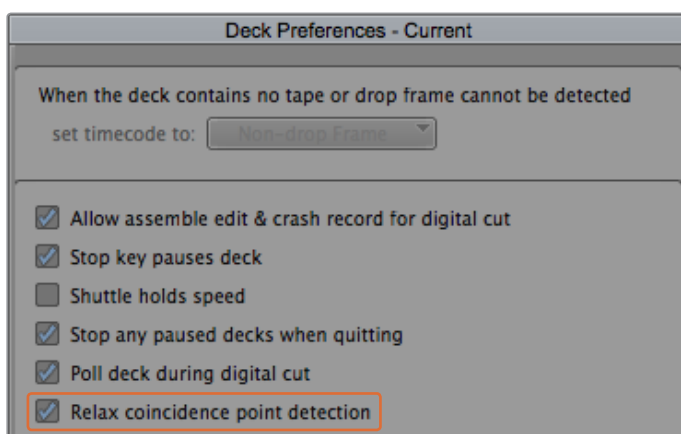 Deck Preferences - Current
When the deck contains no tape or drop frame cannot be detected
set timecode to: Non-drop Frame
Allow assemble edit & crash record for digital cut
Stop key pauses deck
Shuttle holds speed
Stop any paused decks when quitting
Poll deck during digital cut
Relax coincidence point detection